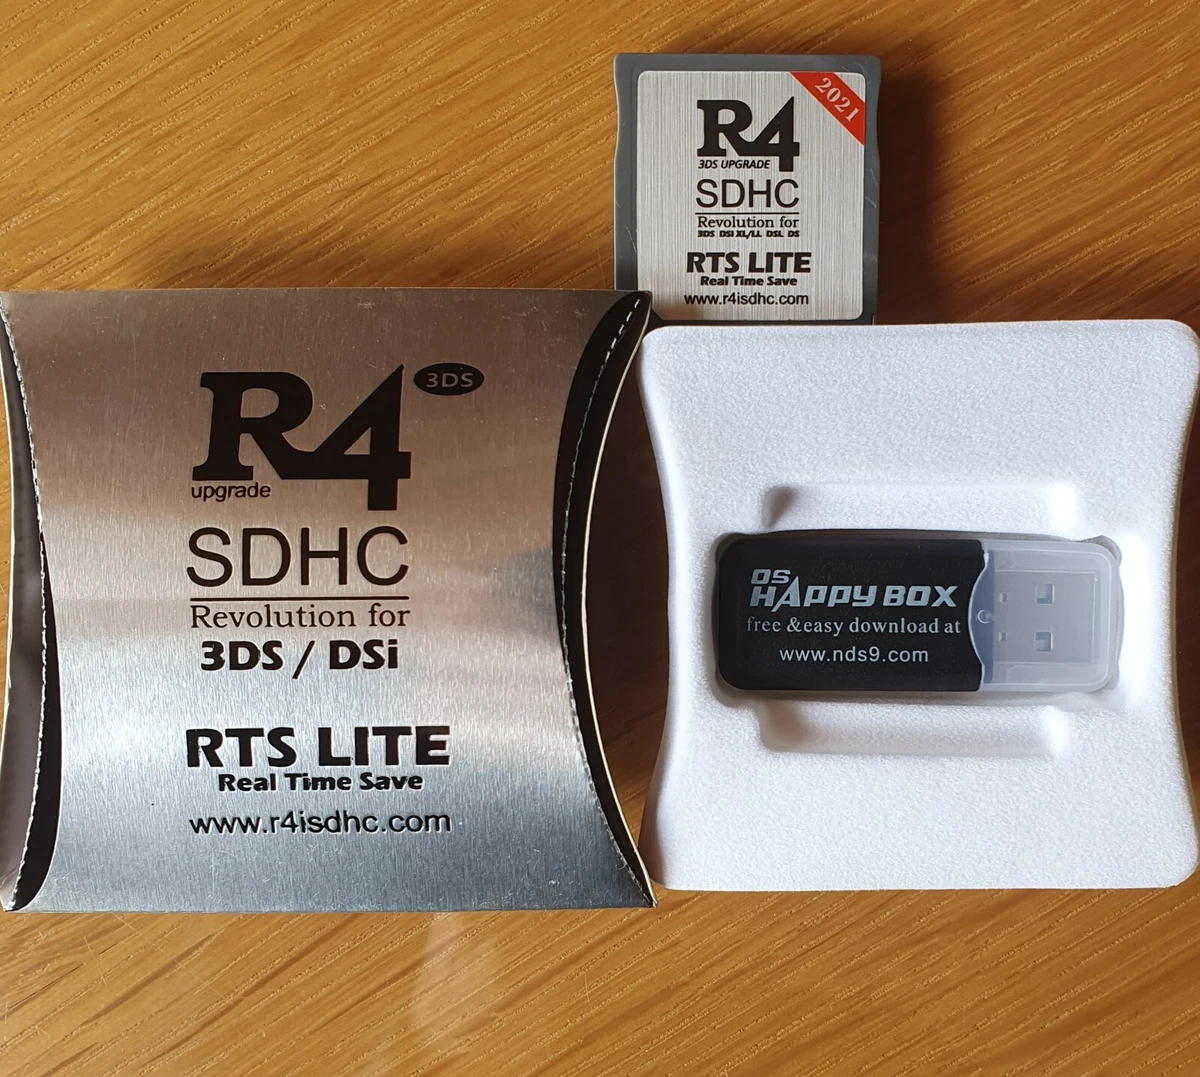 2021
R4
3DS UPGRADE
SDHC
Revolution for
3DS DSI XL/LL DSL DS
RTS LITE
Real Time Save
www.r4isdhc.com
R4 3DS
upgrade
SDHC
Revolution for
3DS / DSi
RTS LITE
Real Time Save
www.r4isdhc.com
OS
HAPPY BOX
free &easy download at
www.nds9.com